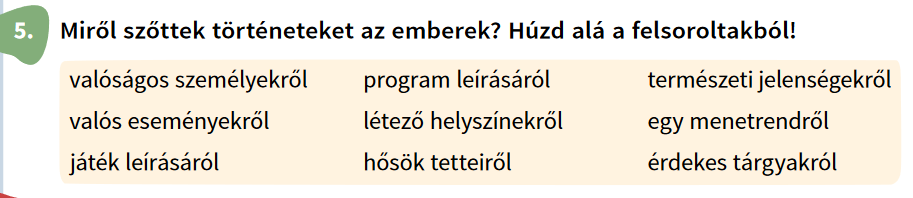 5. Miről szőttek történeteket az emberek? Húzd alá a felsoroltakból!
valóságos személyekről program leírásáról természeti jelenségekről
valós eseményekről létező helyszínekről egy menetrendről
játék leírásáról hősök tetteiről érdekes tárgyakról